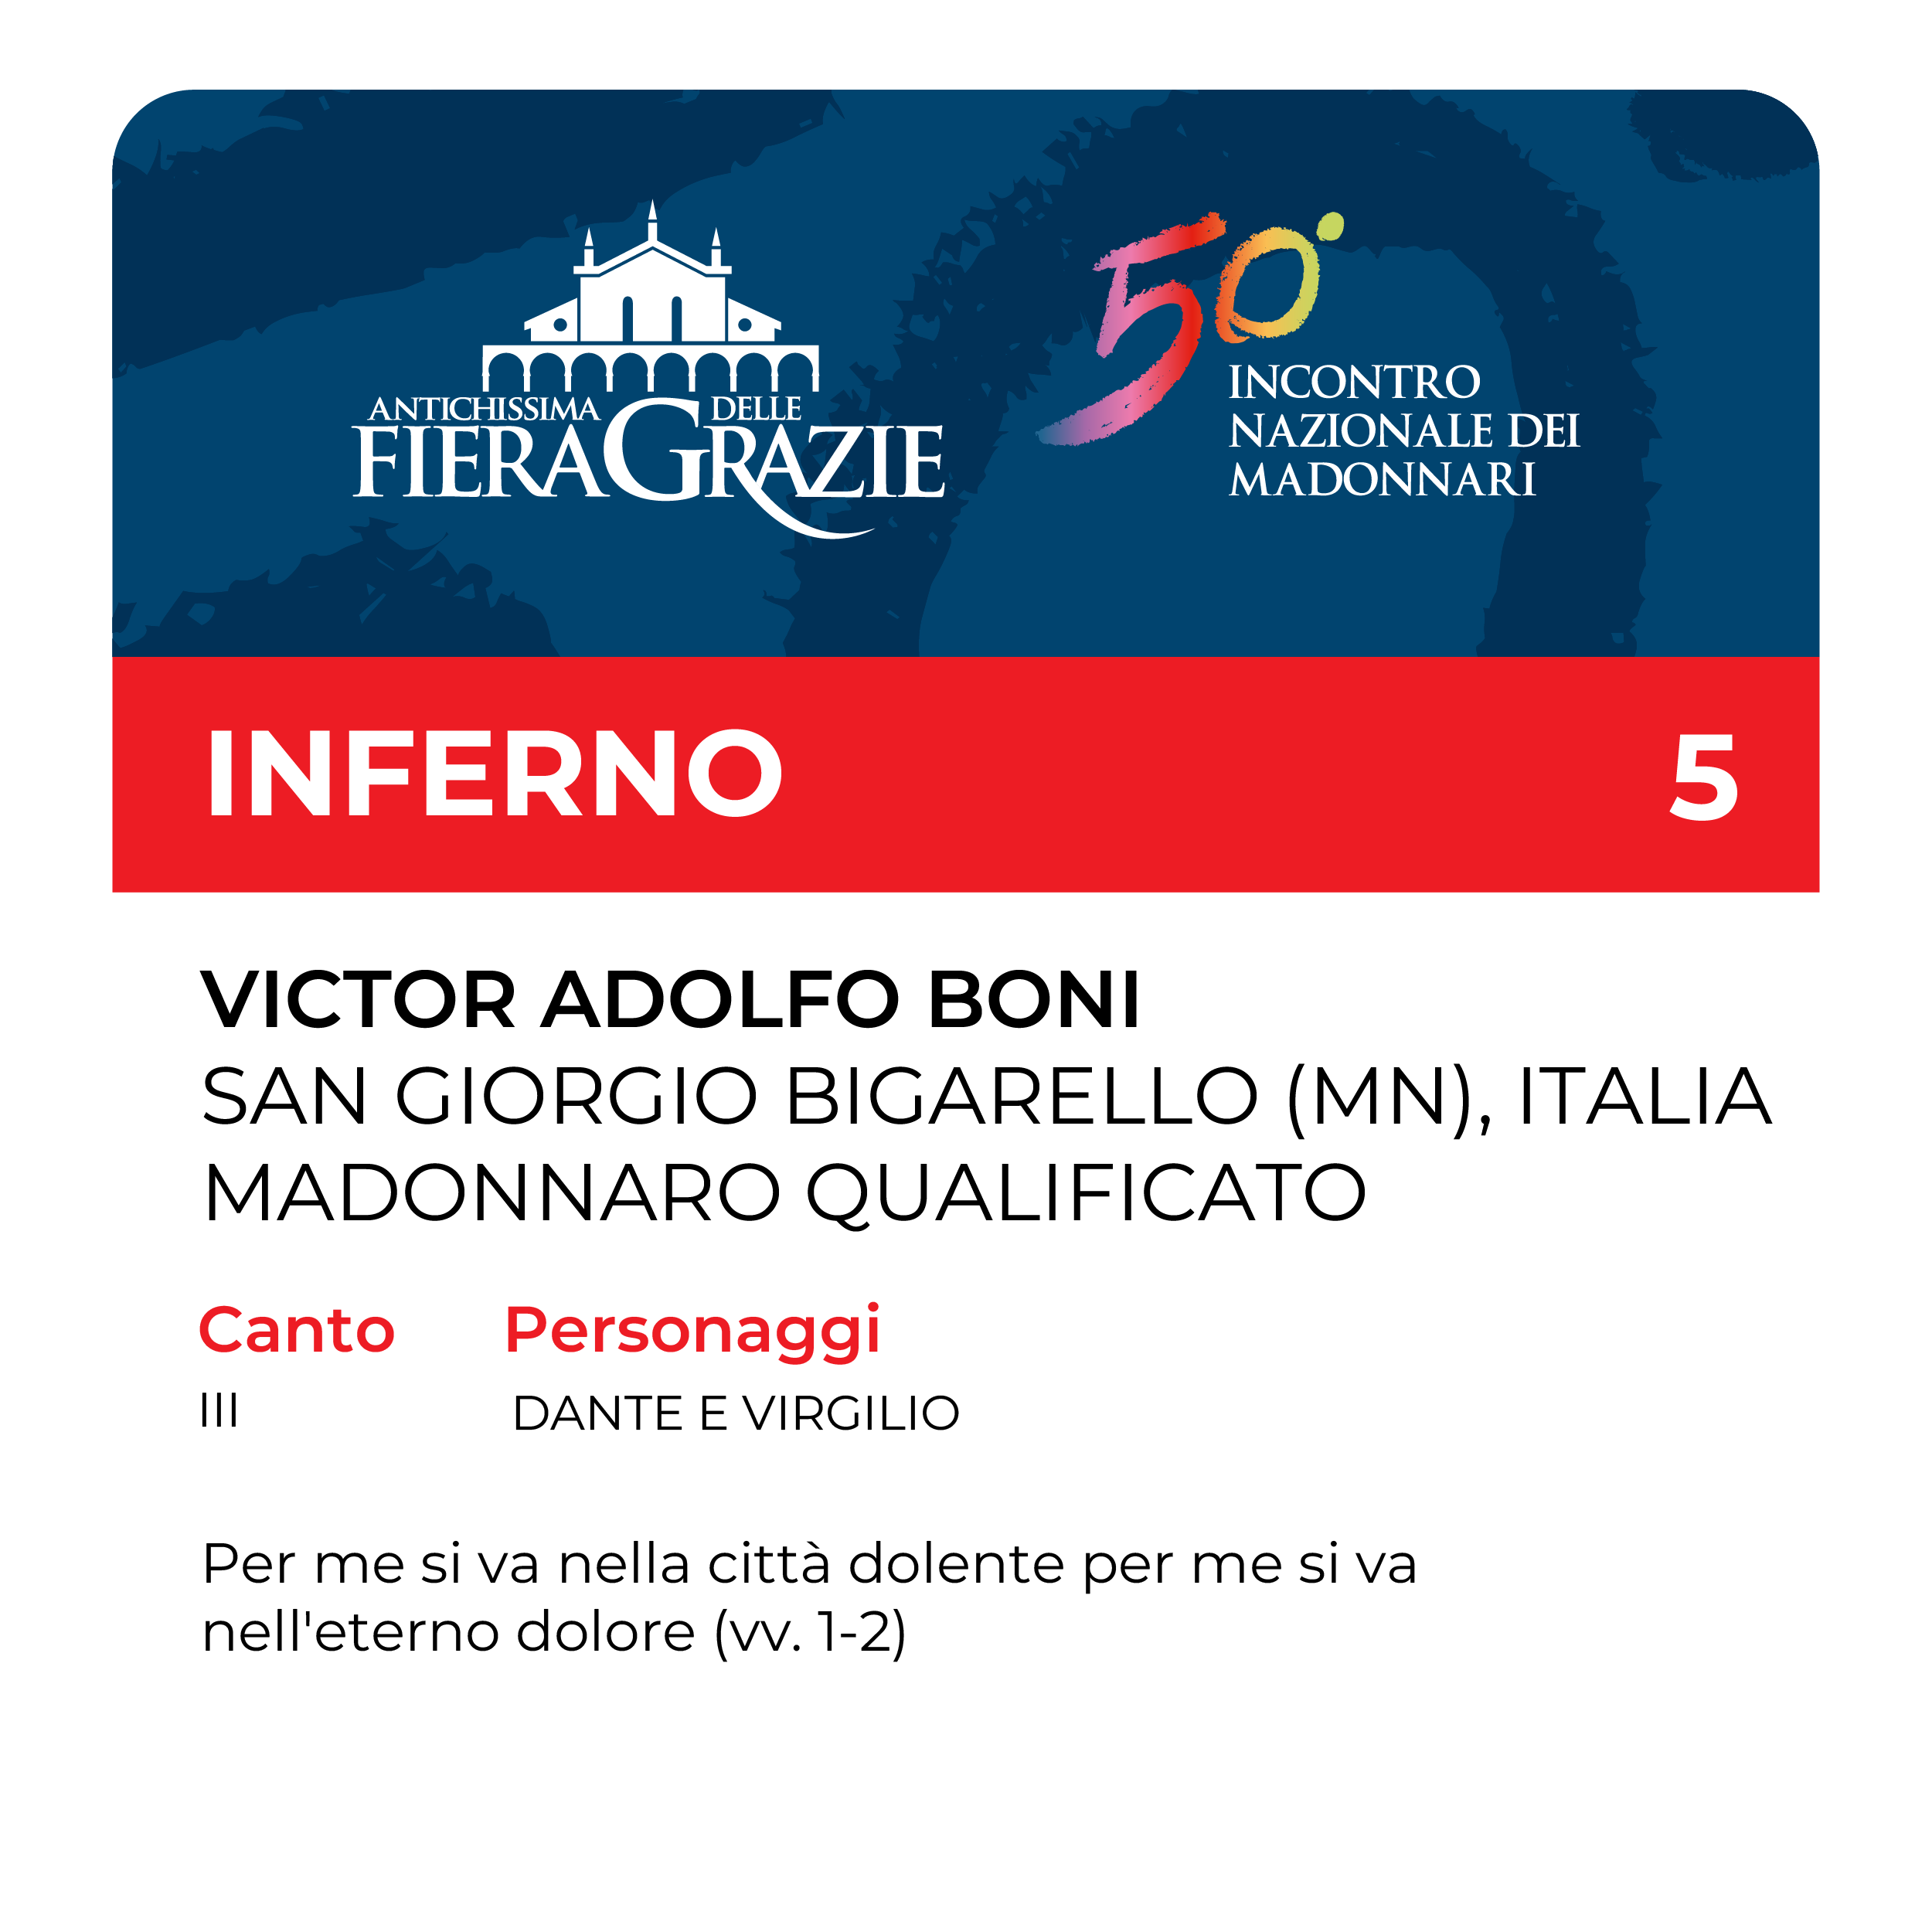 ANTICHISSIMA DELLE
FIERAGRAZIE
50°
INCONTRO
NAZIONALE DEI
MADONNARI
INFERNO 5
VICTOR ADOLFO BONI
SAN GIORGIO BIGARELLO (MN), ITALIA
MADONNARO QUALIFICATO
Canto Personaggi
III DANTE E VIRGILIO
Per me si va nella città dolente per me si va
nell'eterno dolore (vv. 1-2)